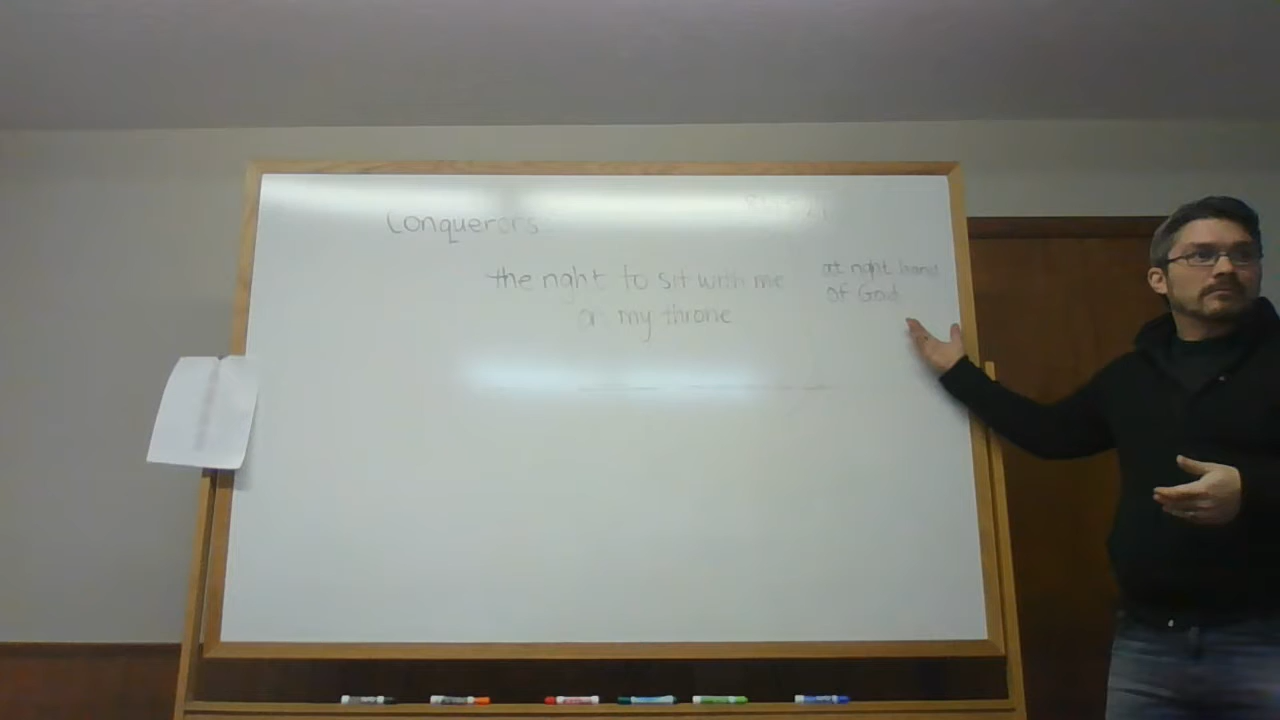 Conquerors:
the right to sit with me
on my throne
at right hand
of God